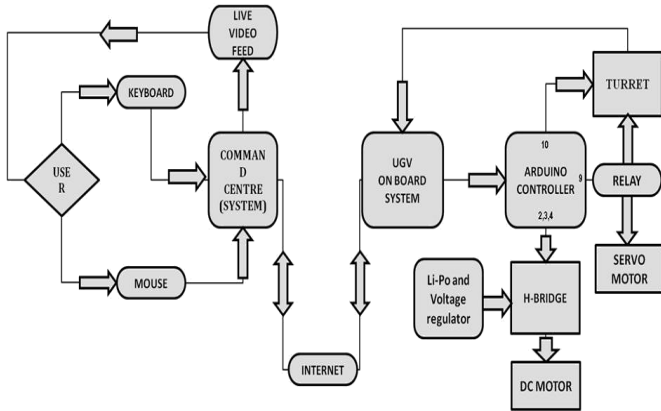 LIVE
VIDEO
FEED
KEYBOARD
USE
R
COMMAN
D
CENTRE
(SYSTEM)
MOUSE
INTERNET
UGV
ON BOARD
SYSTEM
10
ARDUINO
CONTROLLER
9
2,3,4
TURRET
RELAY
SERVO
MOTOR
Li-Po and
Voltage
regulator
H-BRIDGE
DC MOTOR